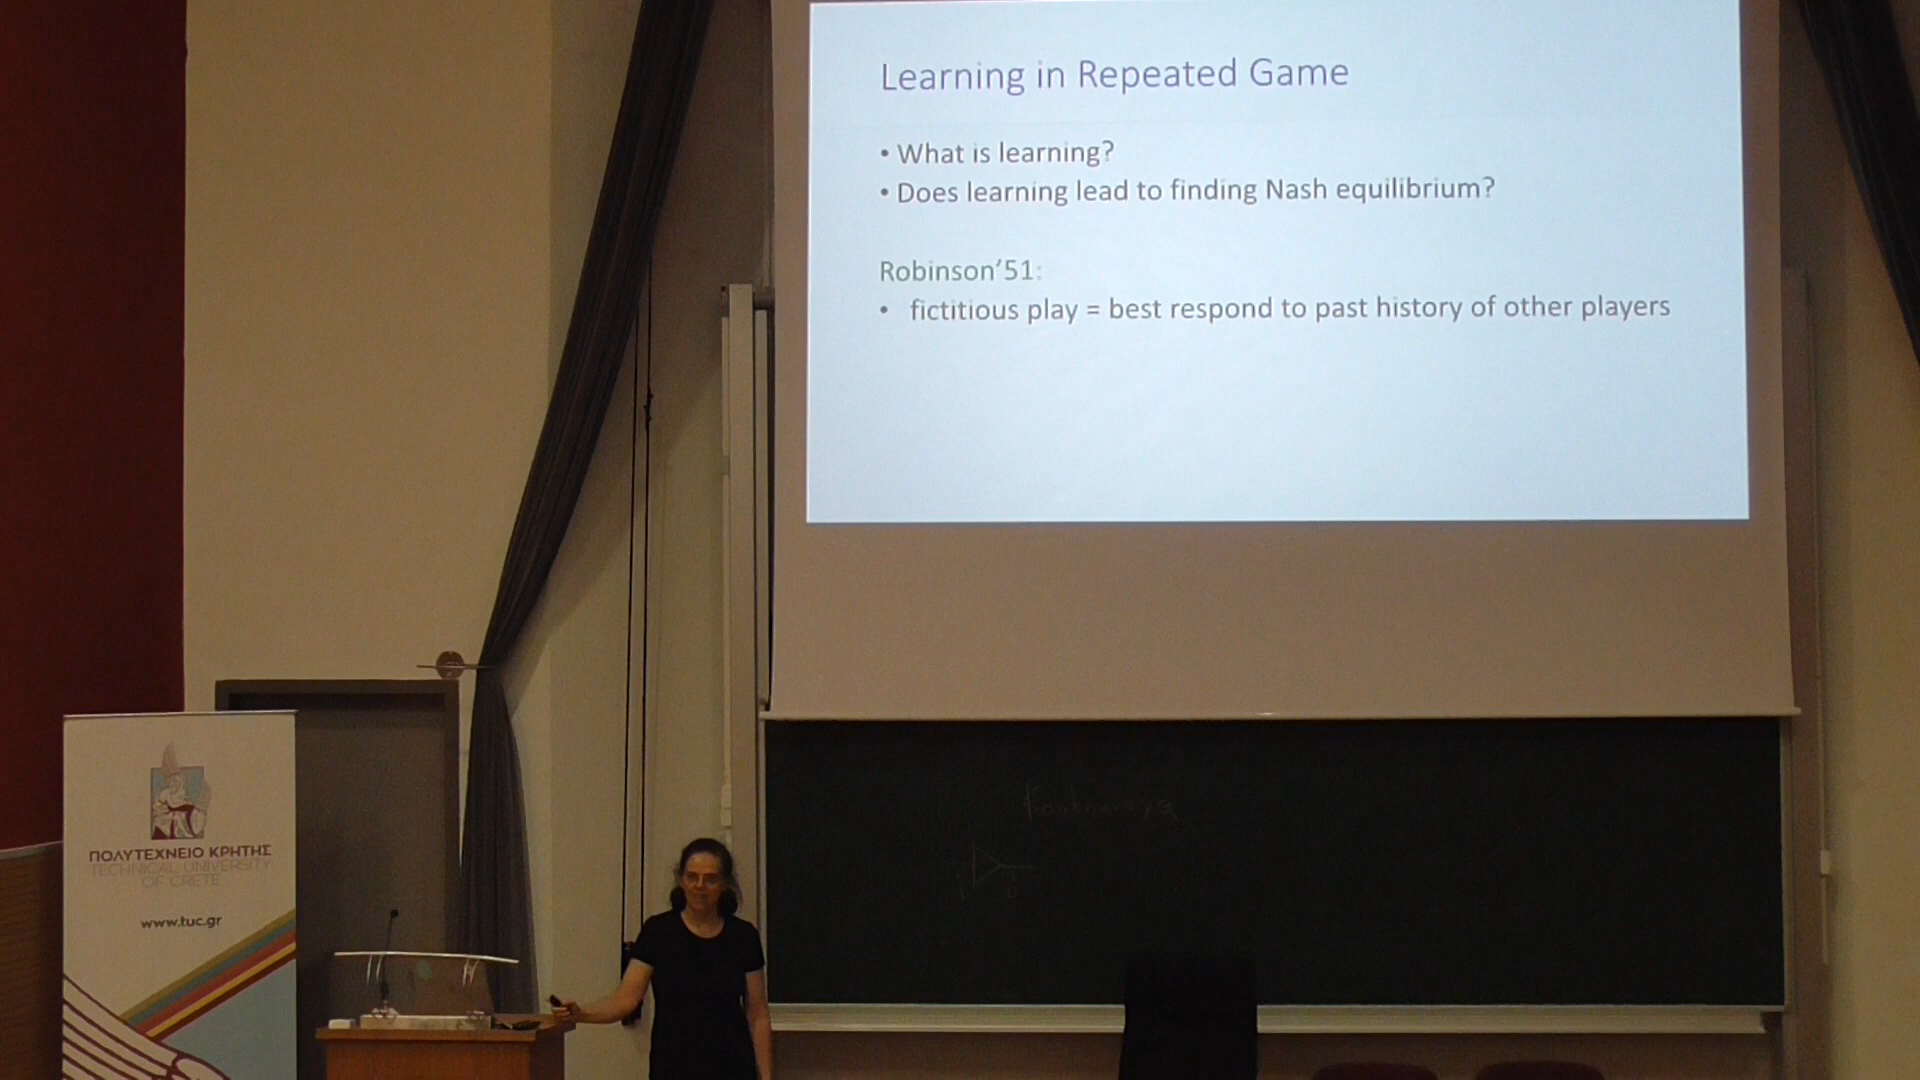 Learning in Repeated Game
• What is learning?
• Does learning lead to finding Nash equilibrium?
Robinson'51:
• fictitious play = best respond to past history of other players
ΠΟΛΥΤΕΧΝΕΙΟ ΚΡΗΤΗΣ
TECHNICAL UNIVERSITY
OF CRETE
www.tuc.gr